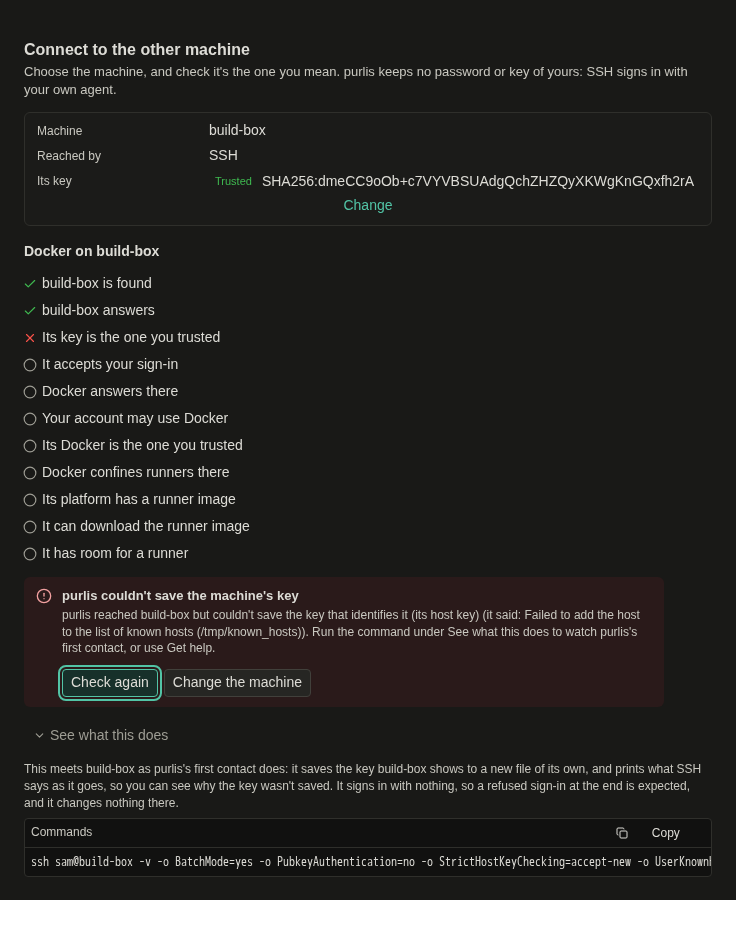 Connect to the other machine
Choose the machine, and check it's the one you mean. purlis keeps no password or key of yours: SSH signs in with
your own agent.
Machine build-box
Reached by SSH
Its key Trusted SHA256:dmeCC9oOb+c7VYVBSUAdgQchZHZQyXKWgKnGQxfh2rA
Change
Docker on build-box
build-box is found
build-box answers
Its key is the one you trusted
It accepts your sign-in
Docker answers there
Your account may use Docker
Its Docker is the one you trusted
Docker confines runners there
Its platform has a runner image
It can download the runner image
It has room for a runner
purlis couldn't save the machine's key
purlis reached build-box but couldn't save the key that identifies it (its host key) (it said: Failed to add the host
to the list of known hosts (/tmp/known_hosts)). Run the command under See what this does to watch purlis's
first contact, or use Get help.
Check again Change the machine
See what this does
This meets build-box as purlis's first contact does: it saves the key build-box shows to a new file of its own, and prints what SSH
says as it goes, so you can see why the key wasn't saved. It signs in with nothing, so a refused sign-in at the end is expected,
and it changes nothing there.
Commands Copy
ssh sam@build-box -v -o BatchMode=yes -o PubkeyAuthentication=no -o StrictHostKeyChecking=accept-new -o